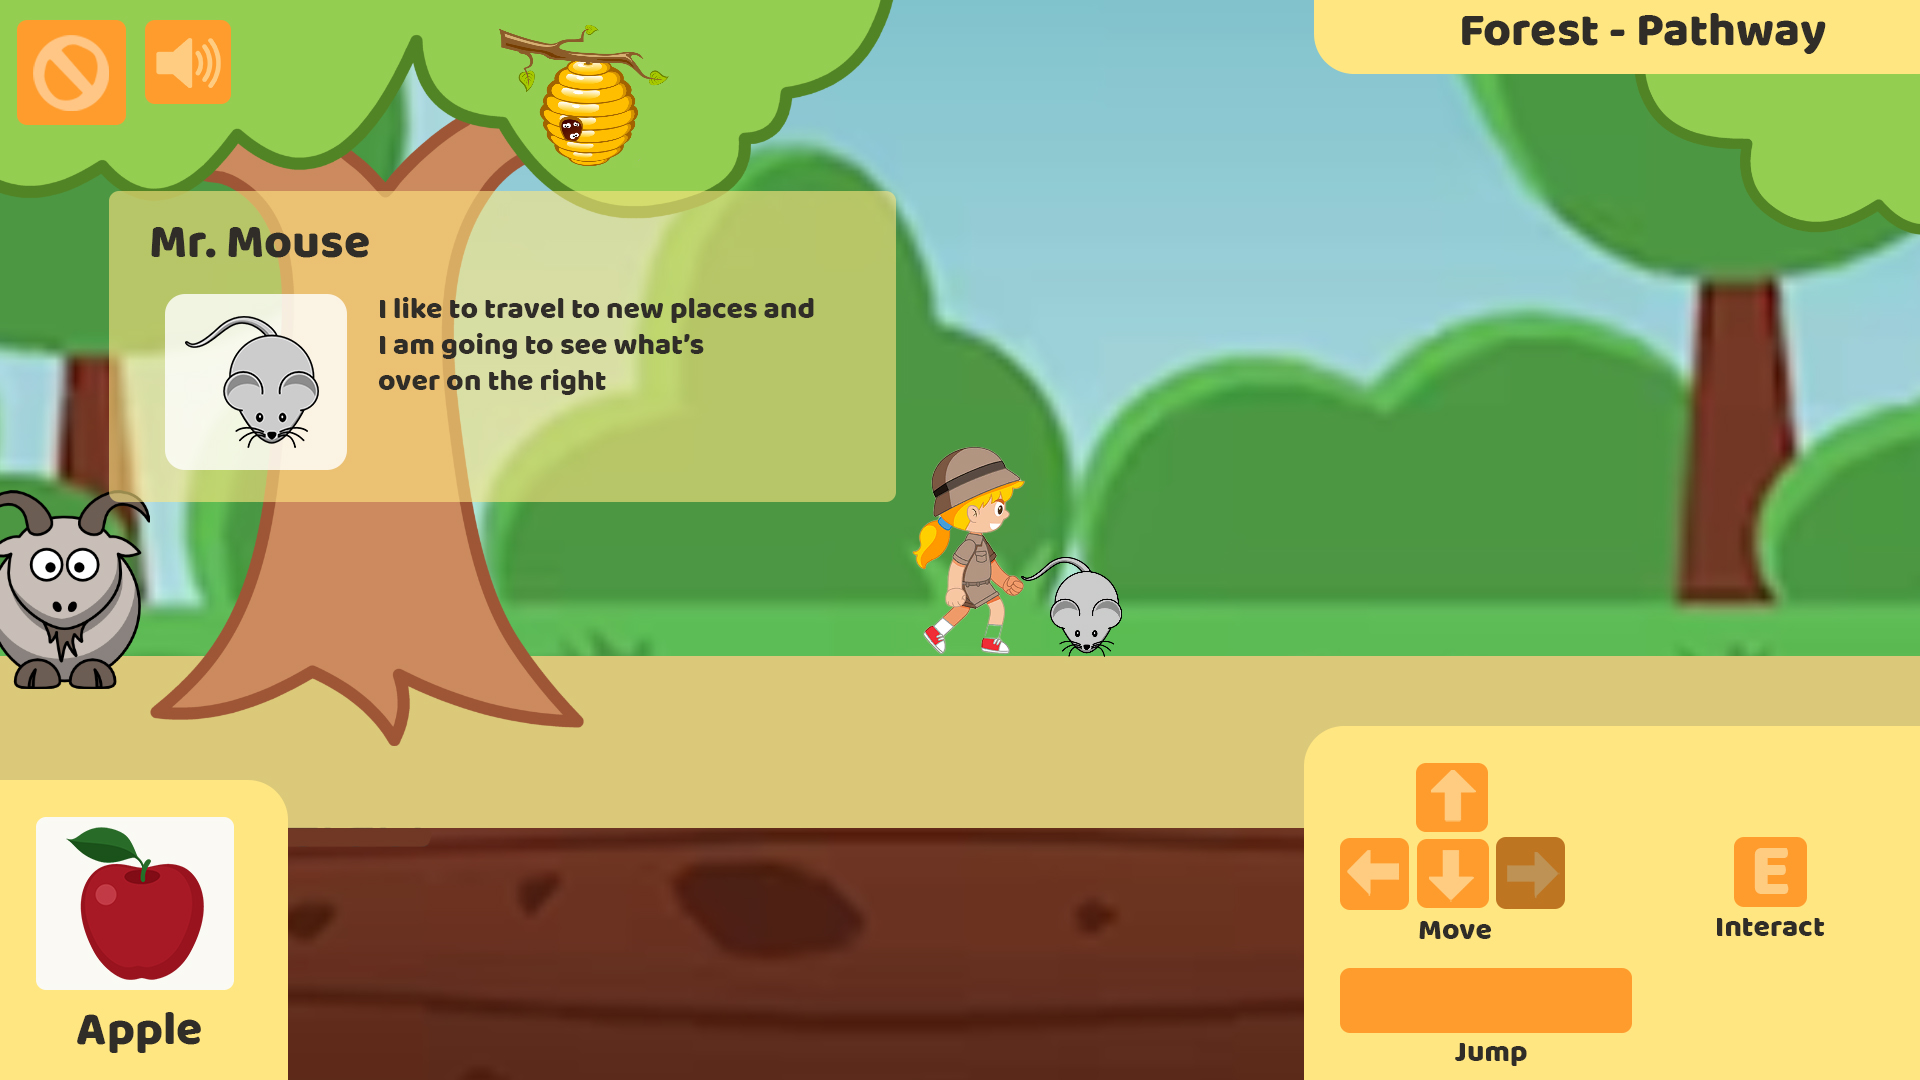 Forest - Pathway
Mr. Mouse
I like to travel to new places and
I am going to see what's
over on the right
Apple
Move
E
Interact
Jump